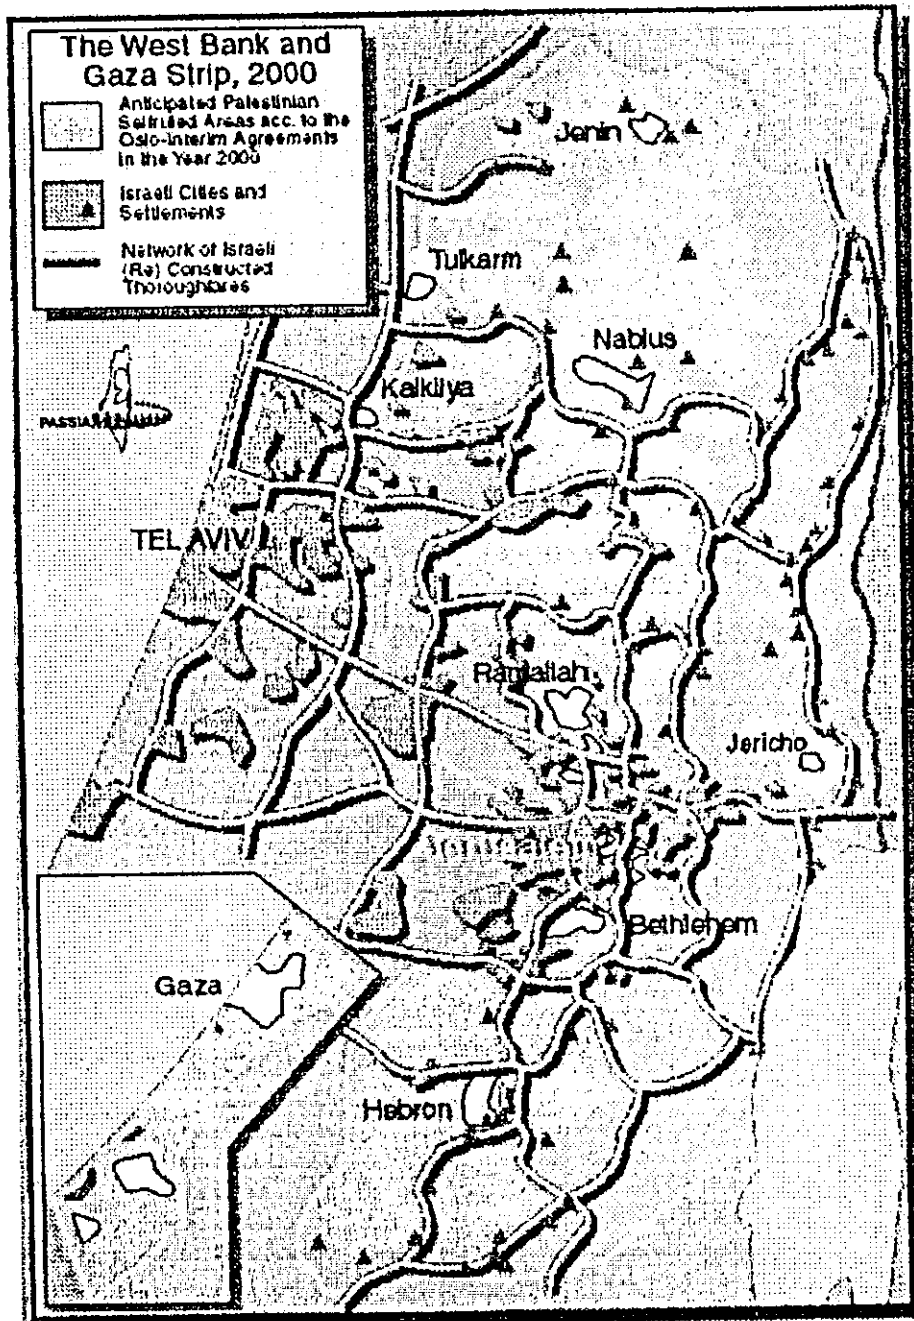 The West Bank and
Gaza Strip, 2000
Anticipated Palestinian
Selfruled Areas acc. to the
Oslo-Interim Agreements
in the Year 2000
Israeli Cities and
Settlements
Network of Israeli
(Re) Constructed
Thoroughfares
Jenin
Tulkarm
Nablus
Kalkilya
PASSIA
TEL AVIV
Ramallah
Jericho
Bethlehem
Gaza
Hebron